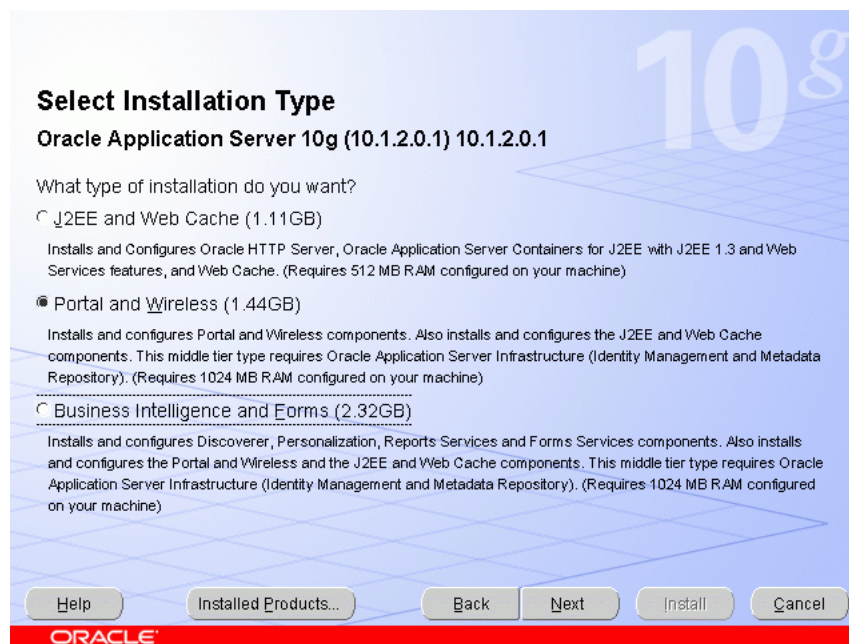 10g
Select Installation Type
Oracle Application Server 10g (10.1.2.0.1) 10.1.2.0.1
What type of installation do you want?
J2EE and Web Cache (1.11GB)
Installs and Configures Oracle HTTP Server, Oracle Application Server Containers for J2EE with J2EE 1.3 and Web
Services features, and Web Cache. (Requires 512 MB RAM configured on your machine)
Portal and Wireless (1.44GB)
Installs and configures Portal and Wireless components. Also installs and configures the J2EE and Web Cache
components. This middle tier type requires Oracle Application Server Infrastructure (Identity Management and Metadata
Repository). (Requires 1024 MB RAM configured on your machine)
Business Intelligence and Forms (2.32GB)
Installs and configures Discoverer, Personalization, Reports Services and Forms Services components. Also installs
and configures the Portal and Wireless and the J2EE and Web Cache components. This middle tier type requires Oracle
Application Server Infrastructure (Identity Management and Metadata Repository). (Requires 1024 MB RAM configured
on your machine)
Help Installed Products... Back Next Install Cancel
ORACLE